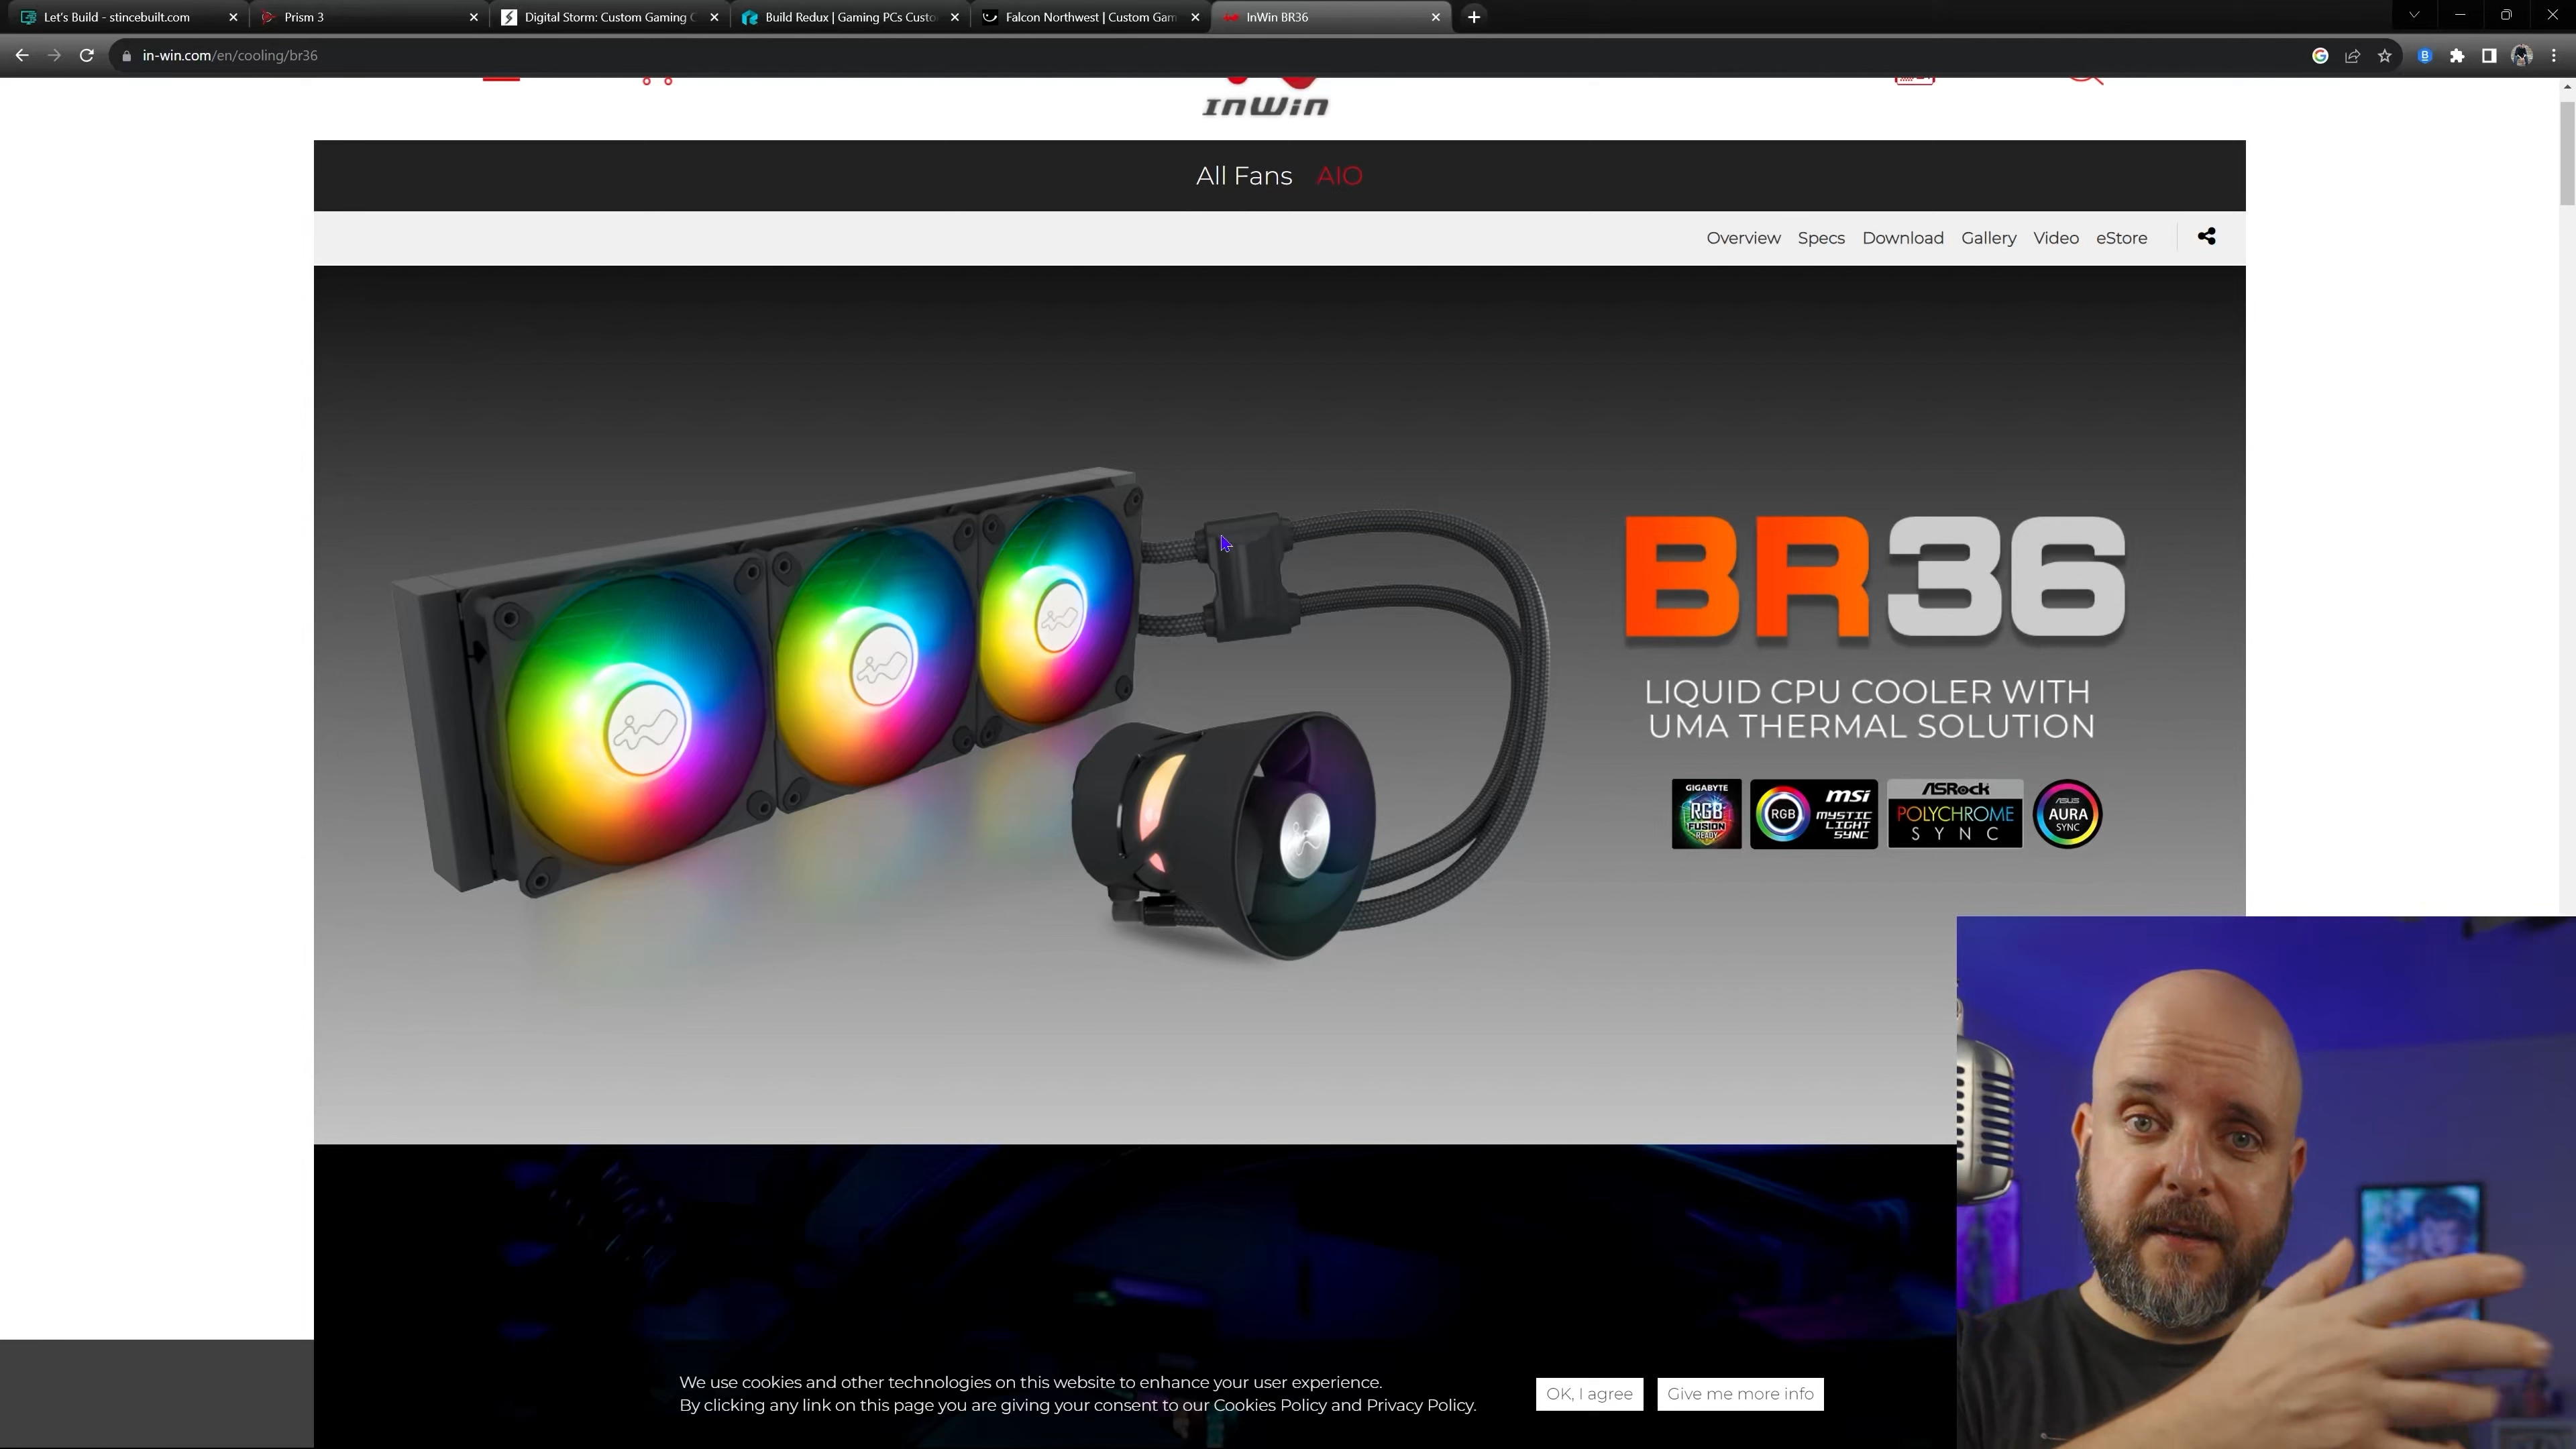 Let's Build - stincebuilt.com
Prism 3
Digital Storm: Custom Gaming C
Build Redux | Gaming PCs Custo
Falcon Northwest | Custom Gam
InWin BR36
in-win.com/en/cooling/br36
InWin
All Fans AIO
Overview Specs Download Gallery Video eStore
BR36
LIQUID CPU COOLER WITH
UMA THERMAL SOLUTION
GIGABYTE
RGB
FUSION
READY
RGB
msi
MYSTIC
LIGHT
SYNC
ASRock
POLYCHROME
SYNC
ASUS
AURA
SYNC
We use cookies and other technologies on this website to enhance your user experience.
By clicking any link on this page you are giving your consent to our Cookies Policy and Privacy Policy.
OK, I agree
Give me more info